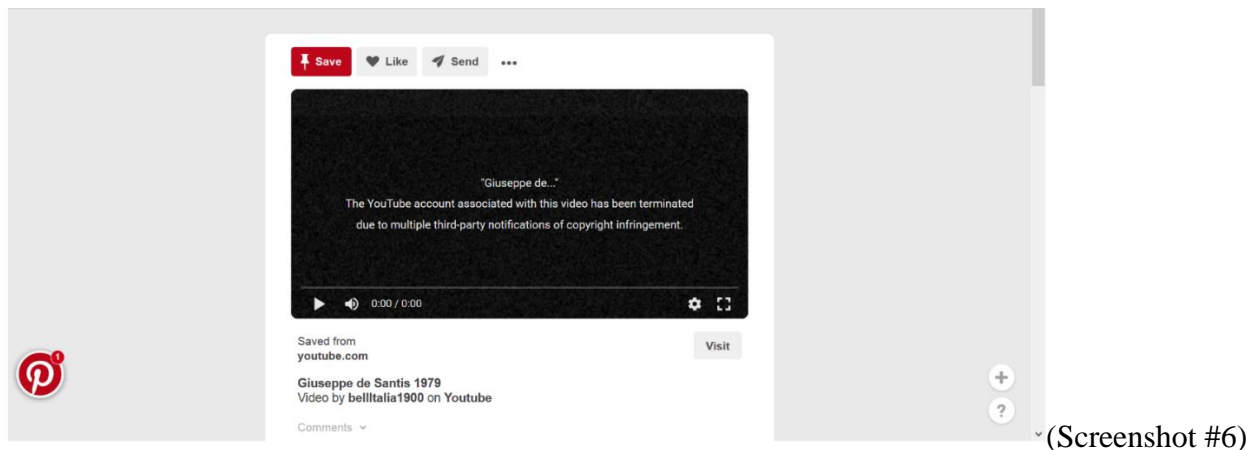 Save Like Send •••
"Giuseppe de..."
The YouTube account associated with this video has been terminated
due to multiple third-party notifications of copyright infringement.
0:00 / 0:00
Saved from
youtube.com
Visit
Giuseppe de Santis 1979
Video by bellItalia1900 on Youtube
Comments
1
+
?
(Screenshot #6)